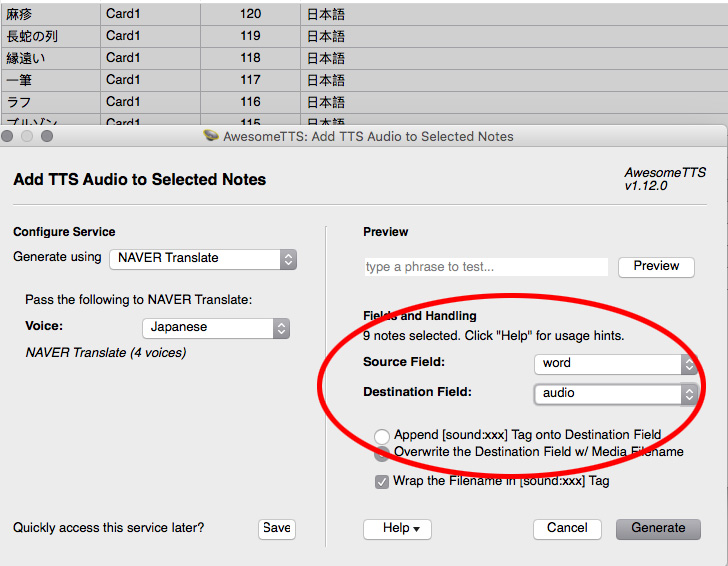 麻疹 Card1 120 日本語
長蛇の列 Card1 119 日本語
縁遠い Card1 118 日本語
一筆 Card1 117 日本語
ラフ Card1 116 日本語
ブルゾン Card1 115 日本語
AwesomeTTS: Add TTS Audio to Selected Notes
Add TTS Audio to Selected Notes
AwesomeTTS
v1.12.0
Configure Service
Generate using NAVER Translate
Pass the following to NAVER Translate:
Voice: Japanese
NAVER Translate (4 voices)
Preview
type a phrase to test... Preview
Fields and Handling
9 notes selected. Click "Help" for usage hints.
Source Field: word
Destination Field: audio
Append [sound:xxx] Tag onto Destination Field
Overwrite the Destination Field w/ Media Filename
Wrap the Filename in [sound:xxx] Tag
Quickly access this service later? Save
Help Cancel Generate